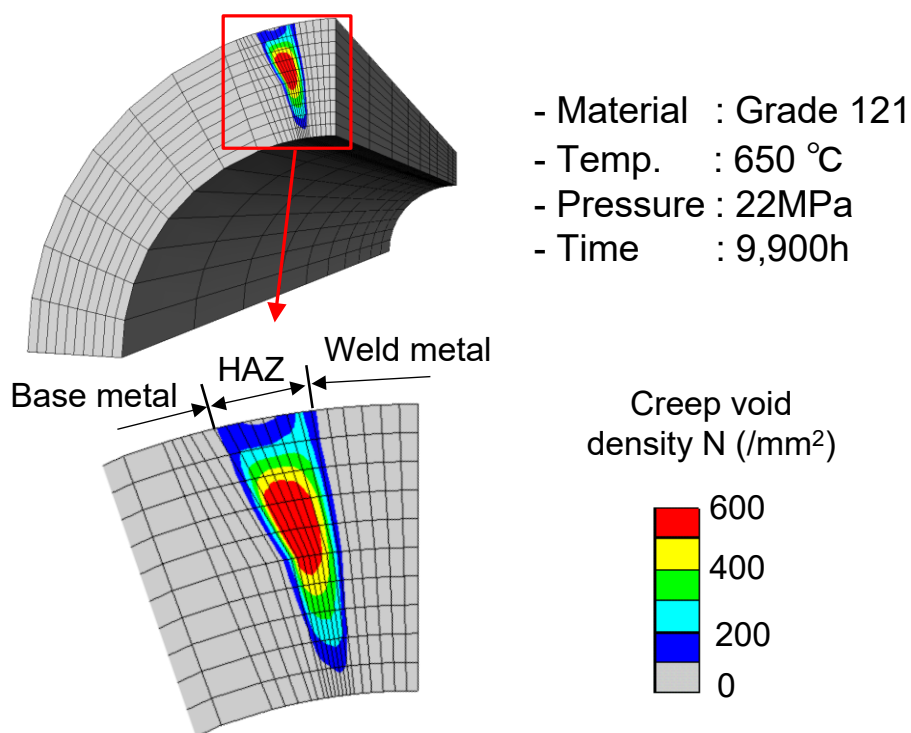 - Material : Grade 121
- Temp. : 650 ℃
- Pressure : 22MPa
- Time : 9,900h
Base metal
HAZ
Weld metal
Creep void
density N (/mm²)
600
400
200
0